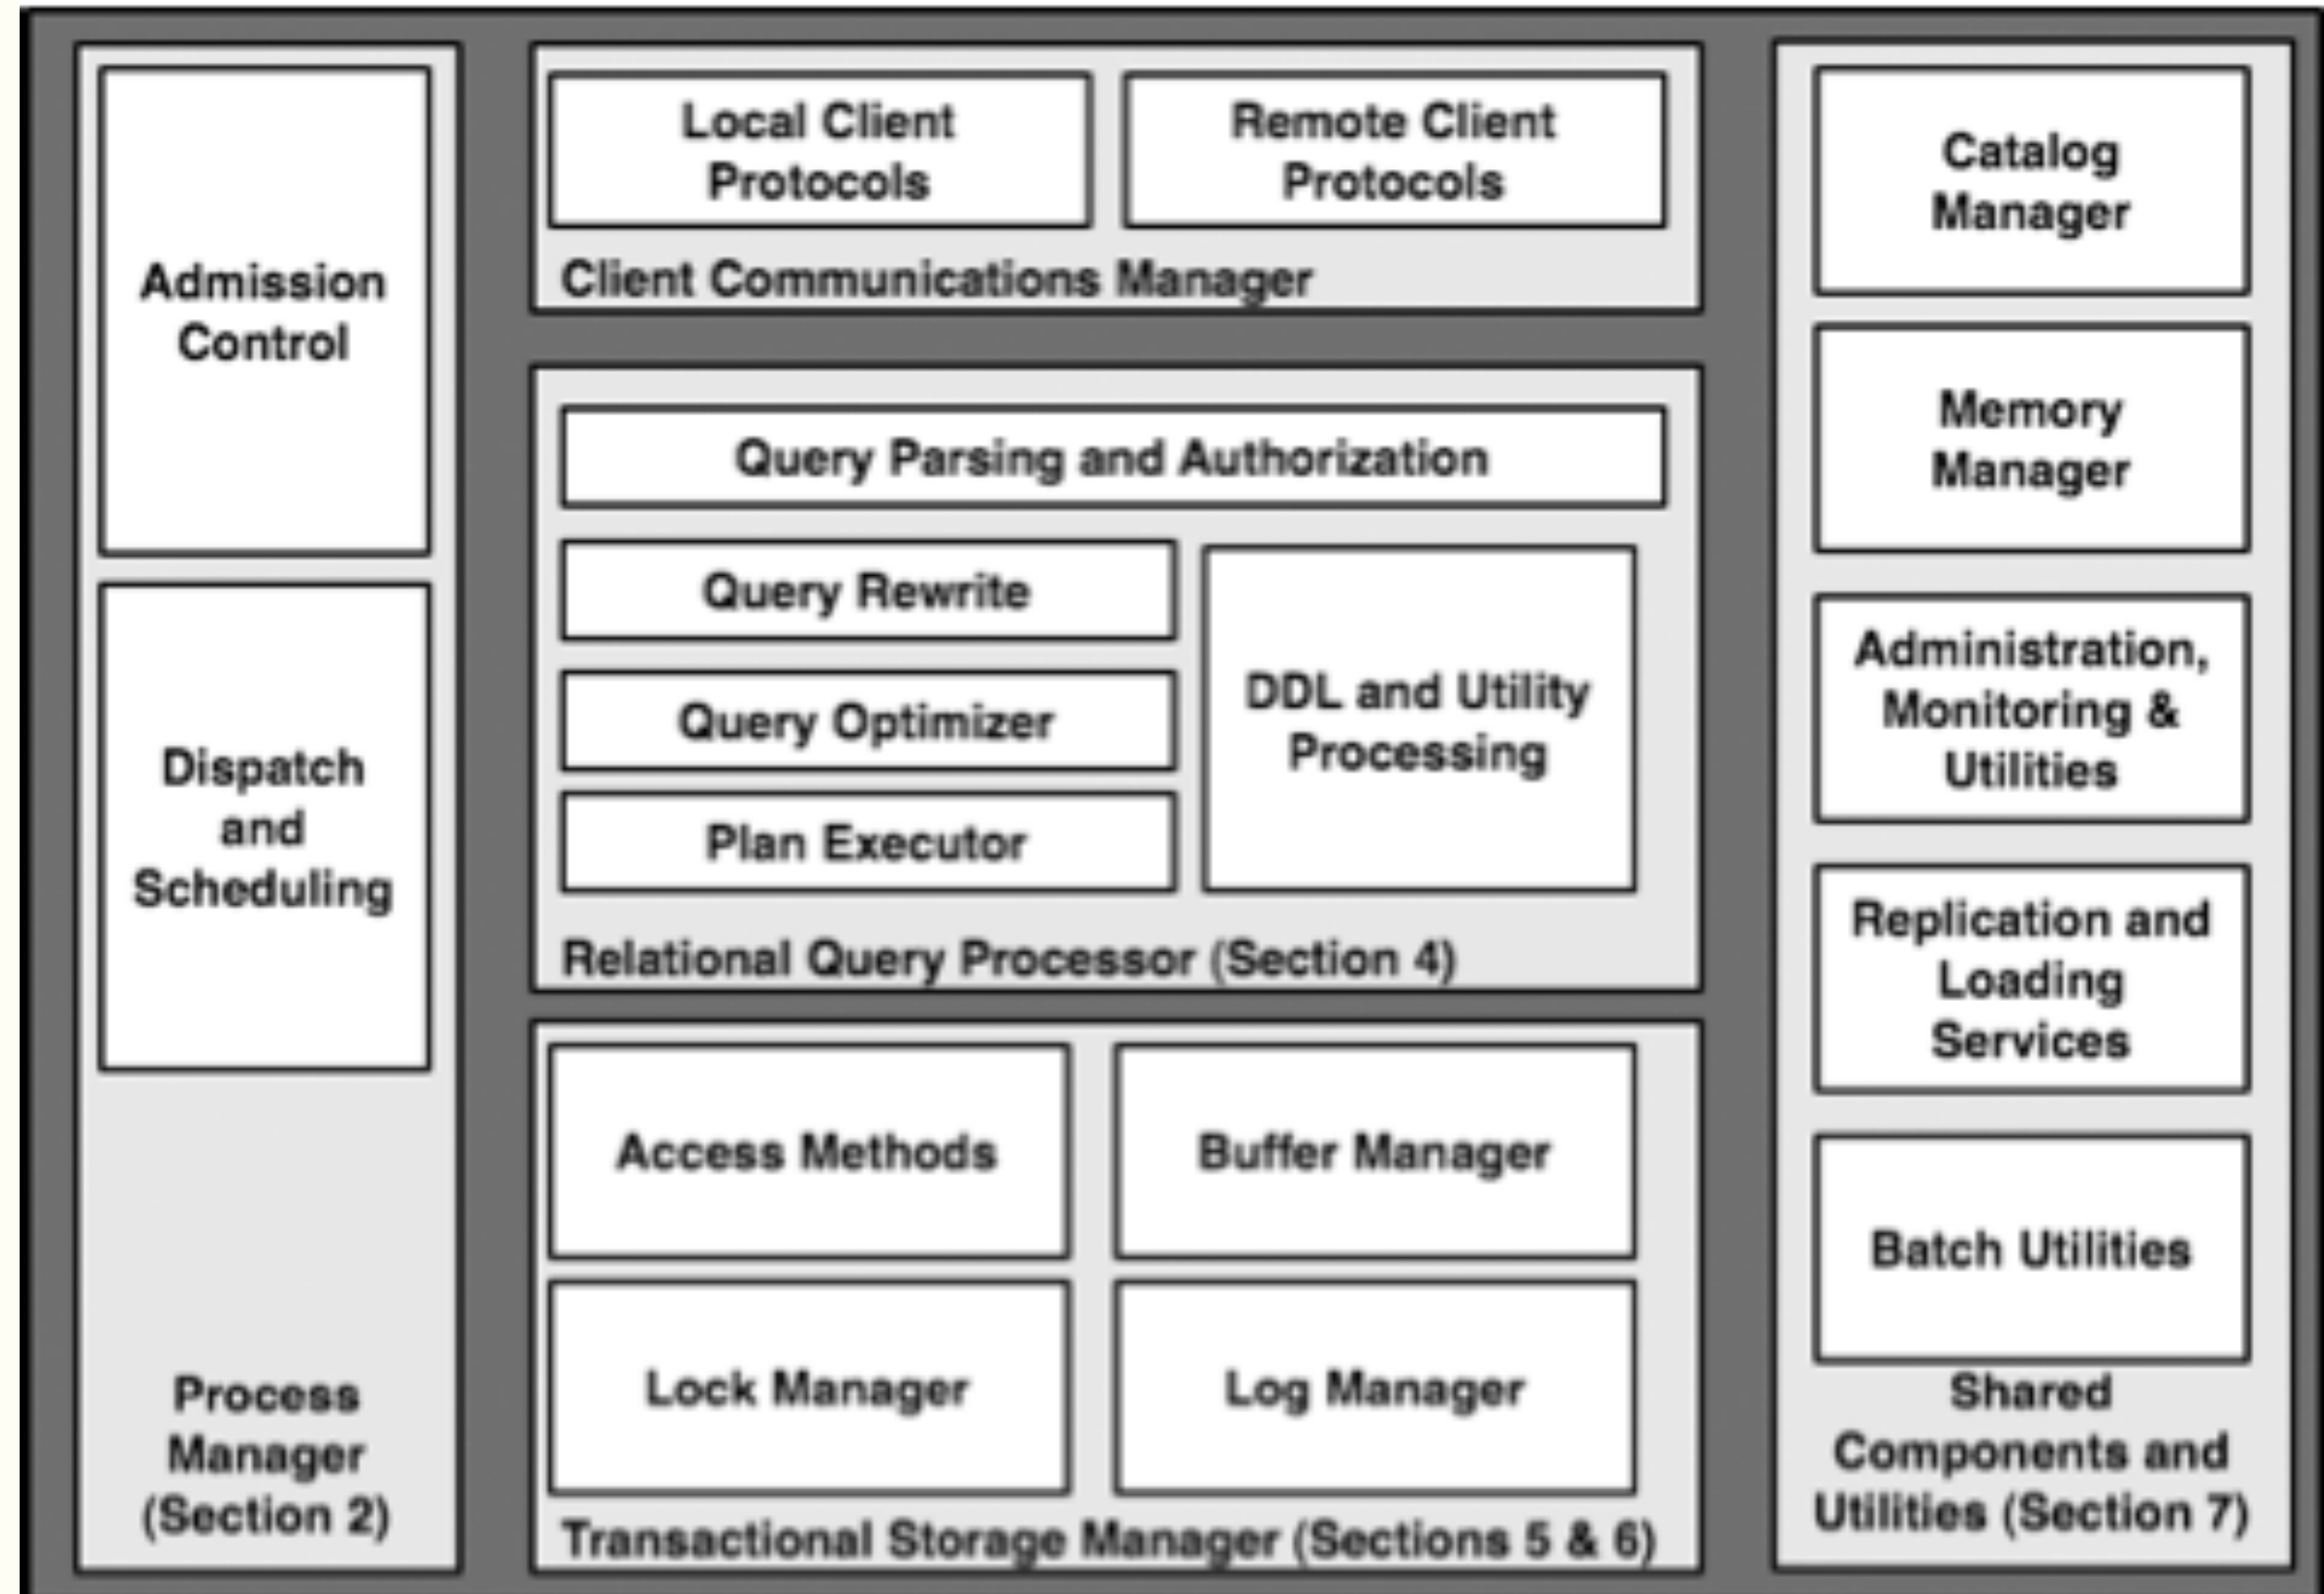 Admission
Control
Dispatch
and
Scheduling
Process
Manager
(Section 2)
Local Client
Protocols
Remote Client
Protocols
Client Communications Manager
Query Parsing and Authorization
Query Rewrite
Query Optimizer
Plan Executor
DDL and Utility
Processing
Relational Query Processor (Section 4)
Access Methods
Buffer Manager
Lock Manager
Log Manager
Transactional Storage Manager (Sections 5 & 6)
Catalog
Manager
Memory
Manager
Administration,
Monitoring &
Utilities
Replication and
Loading
Services
Batch Utilities
Shared
Components and
Utilities (Section 7)